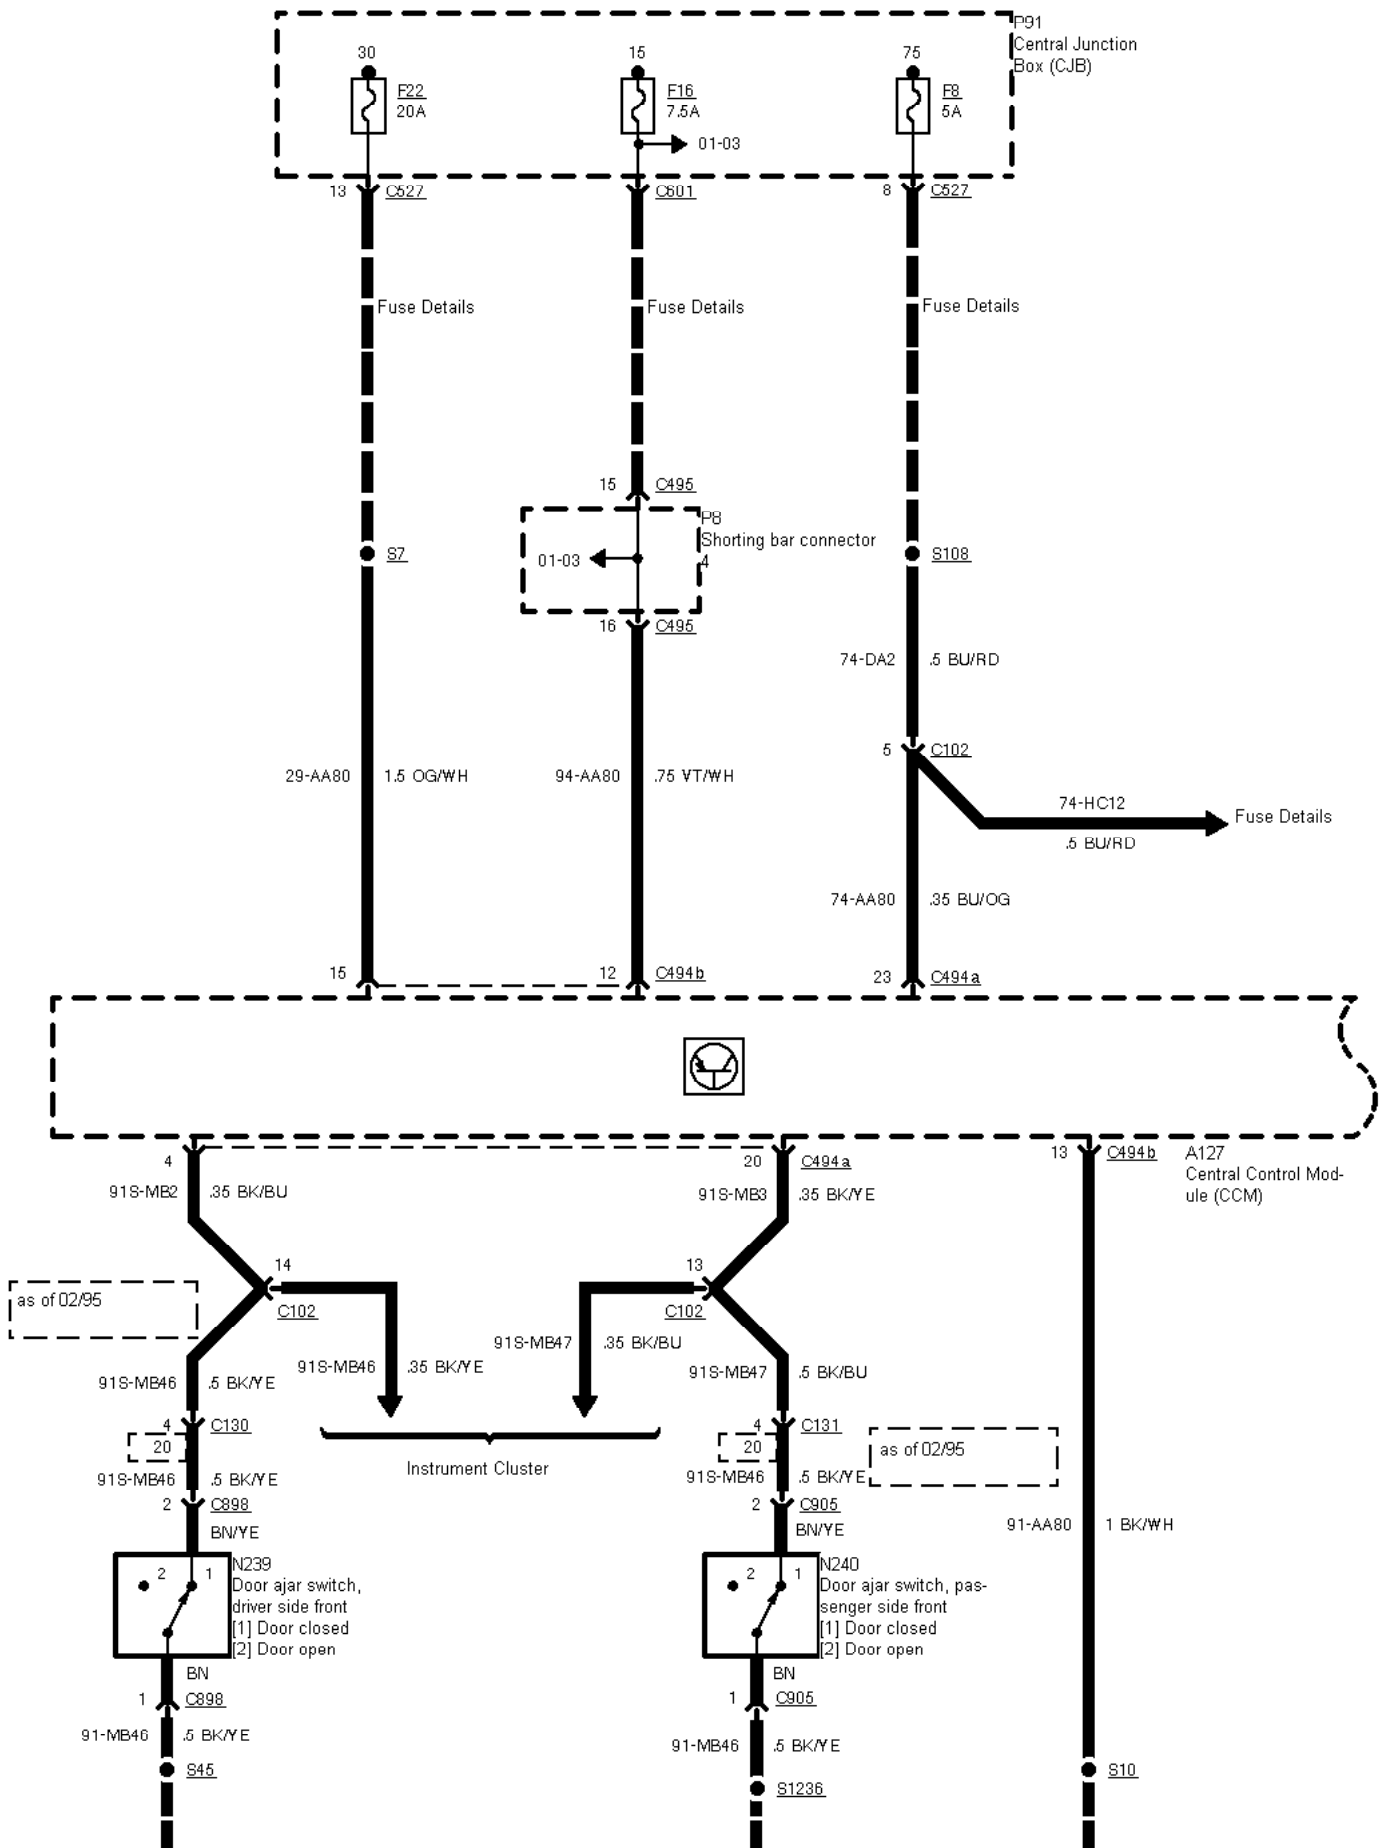 P91
Central Junction
Box (CJB)
30
15
75
F22
20A
F16
7.5A
F8
5A
01-03
13
C527
C601
8
C527
Fuse Details
Fuse Details
Fuse Details
15
C495
P8
Shorting bar connector
4
01-03
S7
S108
16
C495
74-DA2
.5 BU/RD
5
C102
29-AA80
1.5 OG/WH
94-AA80
.75 VT/WH
74-HC12
Fuse Details
.5 BU/RD
74-AA80
.35 BU/OG
15
12
C494b
23
C494a
4
20
C494a
13
C494b
A127
Central Control Mod-
ule (CCM)
91S-MB2
.35 BK/BU
91S-MB3
.35 BK/YE
14
13
as of 02/95
C102
C102
91S-MB47
.35 BK/BU
91S-MB46
.35 BK/YE
91S-MB46
.5 BK/YE
91S-MB47
.5 BK/BU
4
C130
4
C131
20
20
as of 02/95
Instrument Cluster
91S-MB46
.5 BK/YE
91S-MB46
.5 BK/YE
2
C898
2
C905
BN/YE
BN/YE
91-AA80
1 BK/WH
2
1
N239
Door ajar switch,
driver side front
[1] Door closed
[2] Door open
2
1
N240
Door ajar switch, pas-
senger side front
[1] Door closed
[2] Door open
BN
BN
1
C898
1
C905
91-MB46
.5 BK/YE
91-MB46
.5 BK/YE
S45
S1236
S10